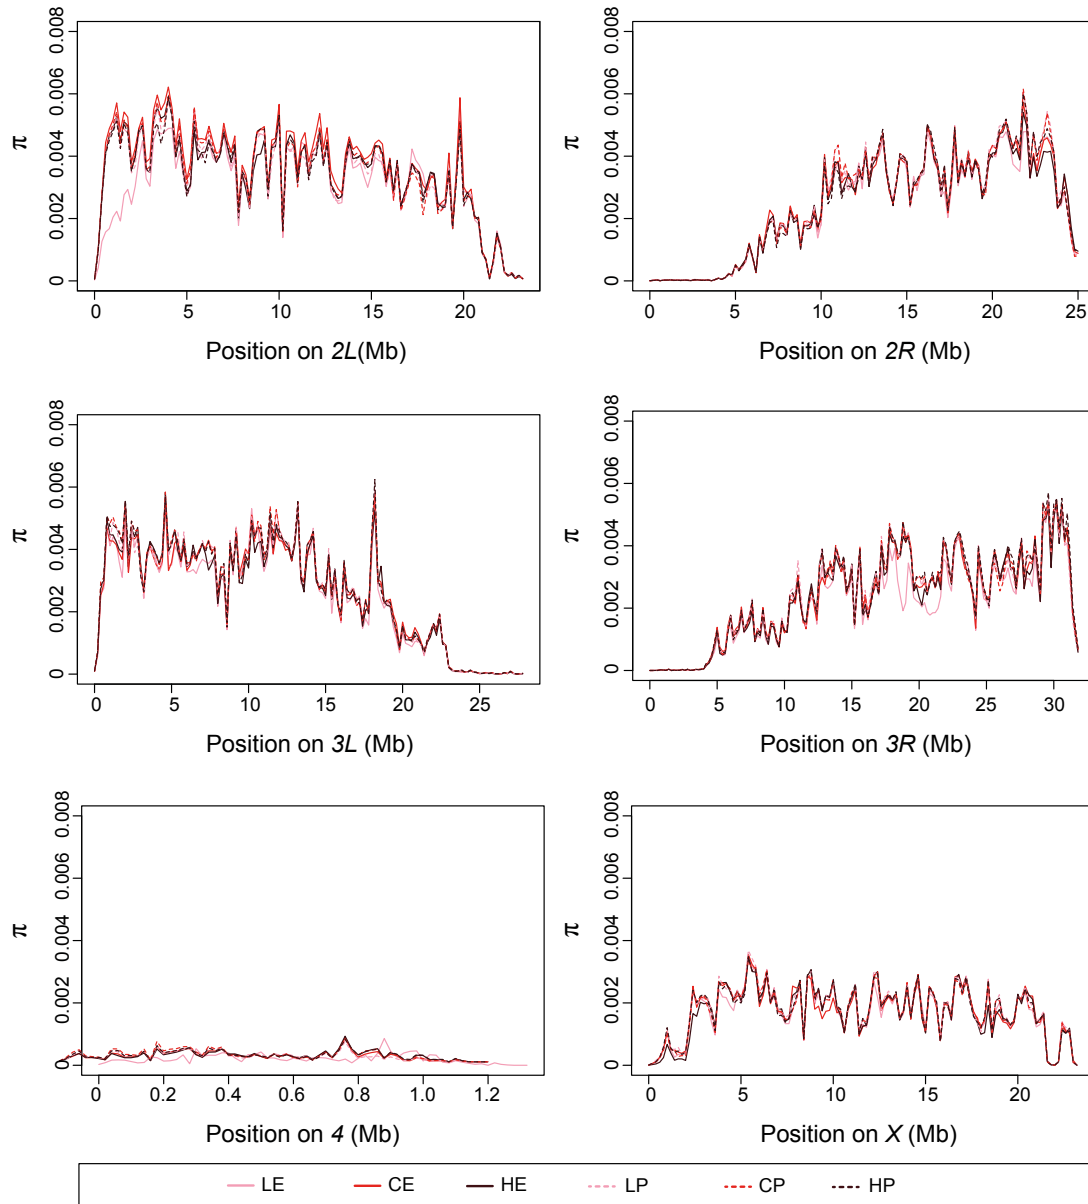 0 0.002 0.004 0.006 0.008
π
0 5 10 15 20
Position on 2L(Mb)
0 0.002 0.004 0.006 0.008
π
0 5 10 15 20 25
Position on 2R (Mb)
0 0.002 0.004 0.006 0.008
π
0 5 10 15 20 25
Position on 3L (Mb)
0 0.002 0.004 0.006 0.008
π
0 5 10 15 20 25 30
Position on 3R (Mb)
0 0.002 0.004 0.006 0.008
π
0 0.2 0.4 0.6 0.8 1.0 1.2
Position on 4 (Mb)
0 0.002 0.004 0.006 0.008
π
0 5 10 15 20
Position on X (Mb)
LE CE HE LP CP HP